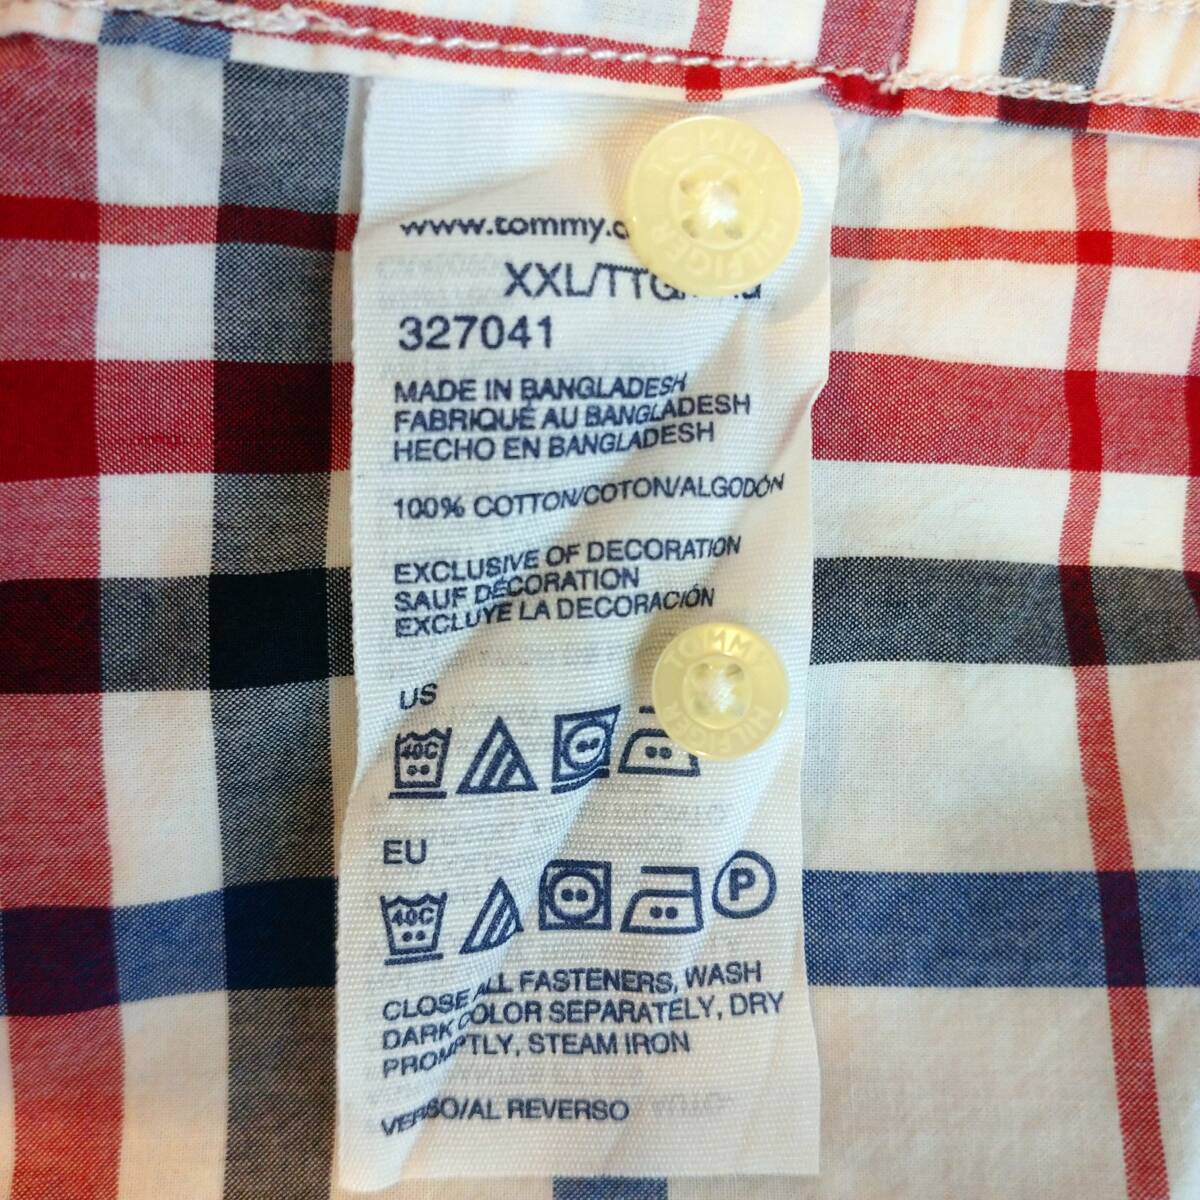 TOMMY HILFIGER
www.tommy.
XXL/TTG
327041
MADE IN BANGLADESH
FABRIQUÉ AU BANGLADESH
HECHO EN BANGLADESH
100% COTTON/COTON/ALGODÓN
EXCLUSIVE OF DECORATION
SAUF DÉCORATION
EXCLUYE LA DECORACIÓN
TOMMY HILFIGER
US
40C
EU
40C
P
CLOSE ALL FASTENERS, WASH
DARK COLOR SEPARATELY, DRY
PROMPTLY, STEAM IRON
VERSO/AL REVERSO